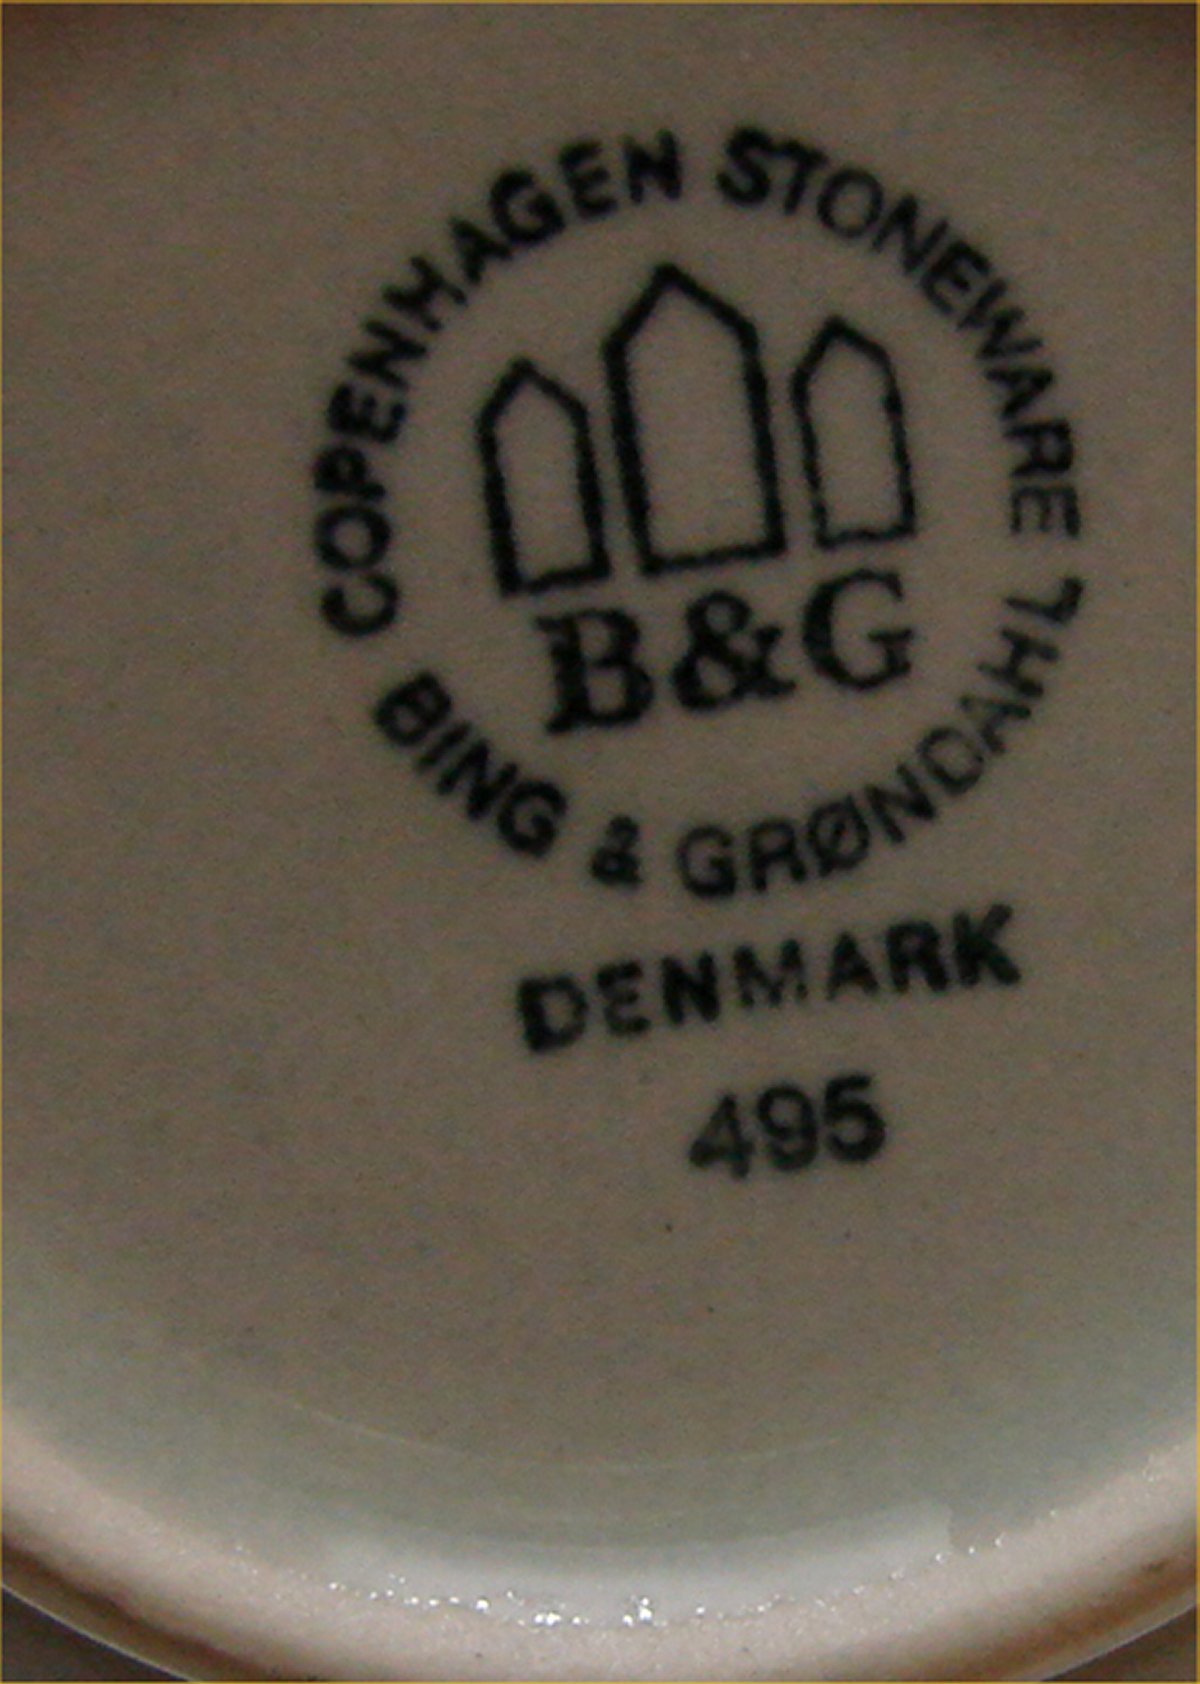 COPENHAGEN STONEWARE
B&G
BING & GRØNDAHL
DENMARK
495